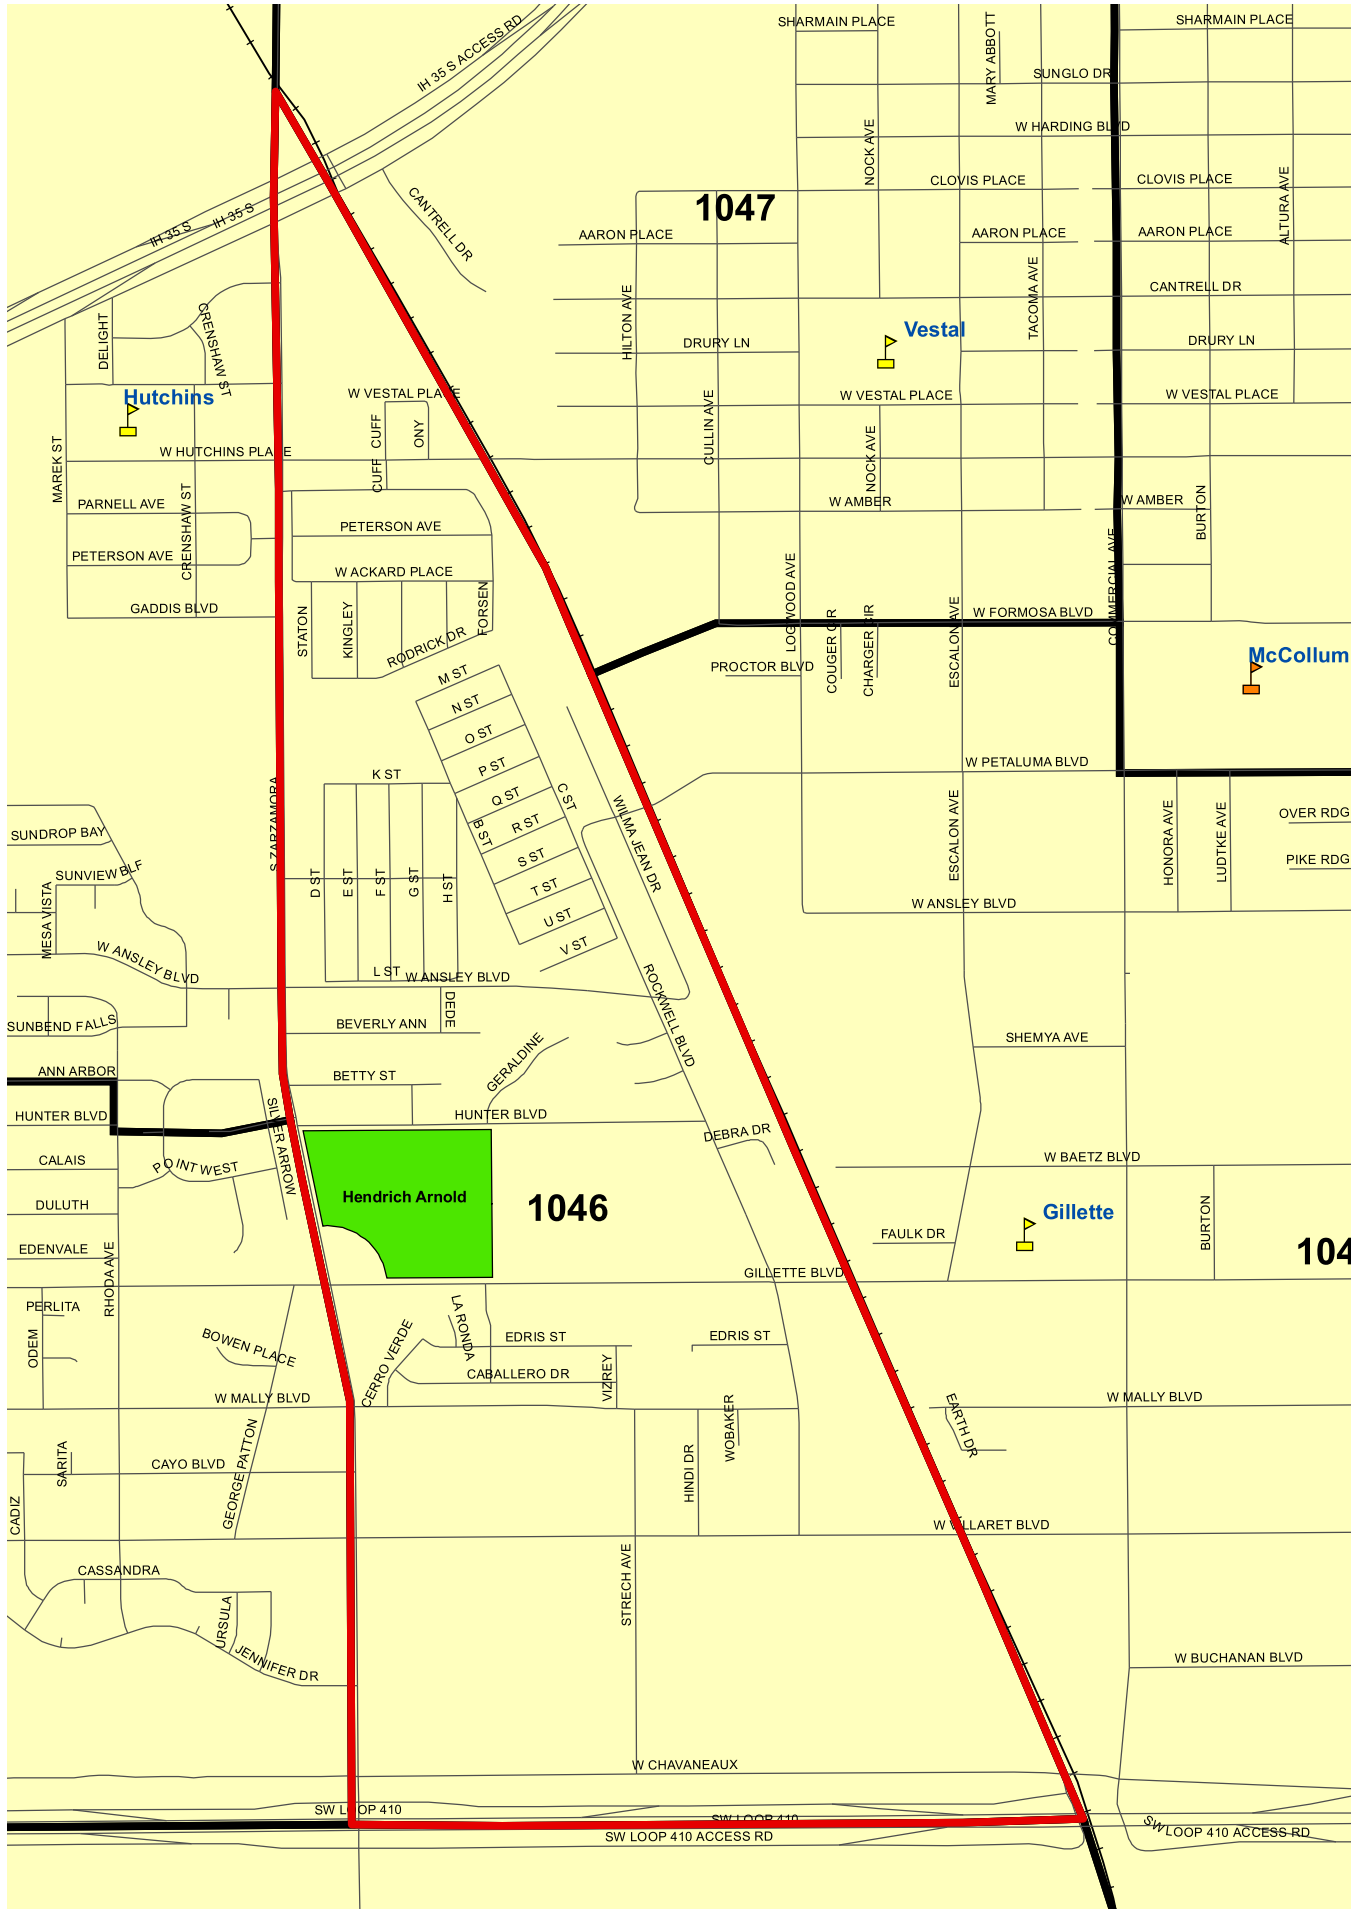 SHARMAIN PLACE
SHARMAIN PLACE
IH 35 S ACCESS RD
MARY ABBOTT
SUNGLO DR
W HARDING BLVD
NOCK AVE
CLOVIS PLACE
CLOVIS PLACE
1047
ALTURA AVE
CANTRELL DR
IH 35 S
IH 35 S
AARON PLACE
AARON PLACE
AARON PLACE
TACOMA AVE
CANTRELL DR
HILTON AVE
DELIGHT
CRENSHAW ST
Vestal
DRURY LN
DRURY LN
Hutchins
W VESTAL PLACE
W VESTAL PLACE
W VESTAL PLACE
CUFF
CUFF
ONY
CULLIN AVE
NOCK AVE
MAREK ST
W HUTCHINS PLACE
PARNELL AVE
W AMBER
W AMBER
BURTON
CRENSHAW ST
PETERSON AVE
PETERSON AVE
W ACKARD PLACE
LOGWOOD AVE
COMMERCIAL AVE
GADDIS BLVD
STATON
KINGLEY
FORSEN
RODRICK DR
W FORMOSA BLVD
COUGER CIR
CHARGER CIR
ESCALON AVE
McCollum
PROCTOR BLVD
M ST
N ST
O ST
P ST
Q ST
R ST
S ST
T ST
U ST
V ST
B ST
C ST
K ST
W PETALUMA BLVD
S ZARZAMORA
WILMA JEAN DR
ESCALON AVE
HONORA AVE
LUDTKE AVE
OVER RDG
PIKE RDG
SUNDROP BAY
SUNVIEW BLF
MESA VISTA
D ST
E ST
F ST
G ST
H ST
W ANSLEY BLVD
W ANSLEY BLVD
L ST
W ANSLEY BLVD
DEDE
ROCKWELL BLVD
SUNBEND FALLS
BEVERLY ANN
SHEMYA AVE
GERALDINE
ANN ARBOR
BETTY ST
HUNTER BLVD
HUNTER BLVD
SILVER ARROW
DEBRA DR
CALAIS
POINT WEST
W BAETZ BLVD
Hendrich Arnold
1046
DULUTH
Gillette
BURTON
FAULK DR
104
EDENVALE
RHODA AVE
GILLETTE BLVD
PERLITA
ODEM
BOWEN PLACE
CERRO VERDE
LA RONDA
EDRIS ST
EDRIS ST
CABALLERO DR
VIZREY
W MALLY BLVD
W MALLY BLVD
WOBAKER
EARTH DR
GEORGE PATTON
SARITA
CAYO BLVD
HINDI DR
CADIZ
W VILLARET BLVD
CASSANDRA
STRECH AVE
URSULA
JENNIFER DR
W BUCHANAN BLVD
W CHAVANEAUX
SW LOOP 410
SW LOOP 410
SW LOOP 410 ACCESS RD
SW LOOP 410 ACCESS RD